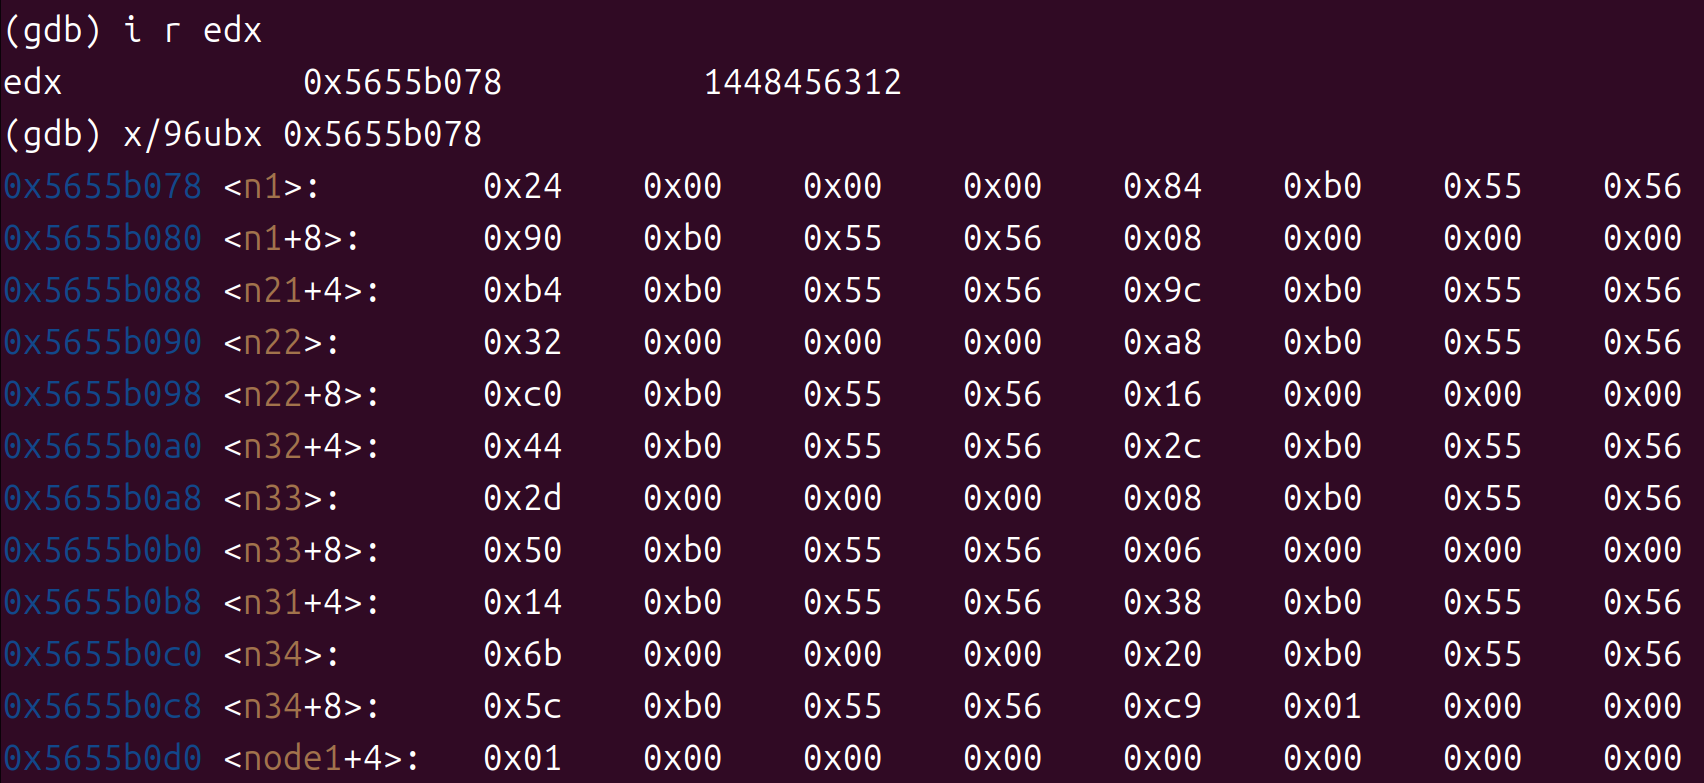 (gdb) i r edx
edx            0x5655b078          1448456312
(gdb) x/96ubx 0x5655b078
0x5655b078 <n1>:        0x24    0x00    0x00    0x00    0x84    0xb0    0x55    0x56
0x5655b080 <n1+8>:      0x90    0xb0    0x55    0x56    0x08    0x00    0x00    0x00
0x5655b088 <n21+4>:     0xb4    0xb0    0x55    0x56    0x9c    0xb0    0x55    0x56
0x5655b090 <n22>:       0x32    0x00    0x00    0x00    0xa8    0xb0    0x55    0x56
0x5655b098 <n22+8>:     0xc0    0xb0    0x55    0x56    0x16    0x00    0x00    0x00
0x5655b0a0 <n32+4>:     0x44    0xb0    0x55    0x56    0x2c    0xb0    0x55    0x56
0x5655b0a8 <n33>:       0x2d    0x00    0x00    0x00    0x08    0xb0    0x55    0x56
0x5655b0b0 <n33+8>:     0x50    0xb0    0x55    0x56    0x06    0x00    0x00    0x00
0x5655b0b8 <n31+4>:     0x14    0xb0    0x55    0x56    0x38    0xb0    0x55    0x56
0x5655b0c0 <n34>:       0x6b    0x00    0x00    0x00    0x20    0xb0    0x55    0x56
0x5655b0c8 <n34+8>:     0x5c    0xb0    0x55    0x56    0xc9    0x01    0x00    0x00
0x5655b0d0 <node1+4>:   0x01    0x00    0x00    0x00    0x00    0x00    0x00    0x00